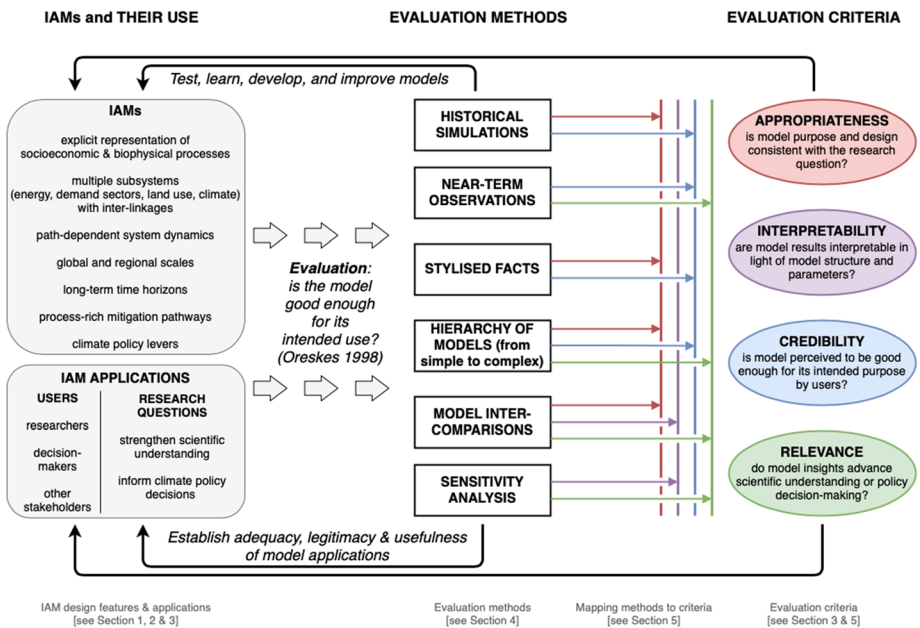 IAMs and THEIR USE
EVALUATION METHODS
EVALUATION CRITERIA
Test, learn, develop, and improve models
IAMs
explicit representation of
socioeconomic & biophysical processes
multiple subsystems
(energy, demand sectors, land use, climate)
with inter-linkages
path-dependent system dynamics
global and regional scales
long-term time horizons
process-rich mitigation pathways
climate policy levers
IAM APPLICATIONS
USERS
researchers
decision-
makers
other
stakeholders
RESEARCH
QUESTIONS
strengthen scientific
understanding
inform climate policy
decisions
Evaluation:
is the model
good enough
for its
intended use?
(Oreskes 1998)
HISTORICAL
SIMULATIONS
NEAR-TERM
OBSERVATIONS
STYLISED FACTS
HIERARCHY OF
MODELS (from
simple to complex)
MODEL INTER-
COMPARISONS
SENSITIVITY
ANALYSIS
APPROPRIATENESS
is model purpose and design
consistent with the research
question?
INTERPRETABILITY
are model results interpretable in
light of model structure and
parameters?
CREDIBILITY
is model perceived to be good
enough for its intended purpose
by users?
RELEVANCE
do model insights advance
scientific understanding or policy
decision-making?
Establish adequacy, legitimacy & usefulness
of model applications
IAM design features & applications
[see Section 1, 2 & 3]
Evaluation methods
[see Section 4]
Mapping methods to criteria
[see Section 5]
Evaluation criteria
[see Section 3 & 5]